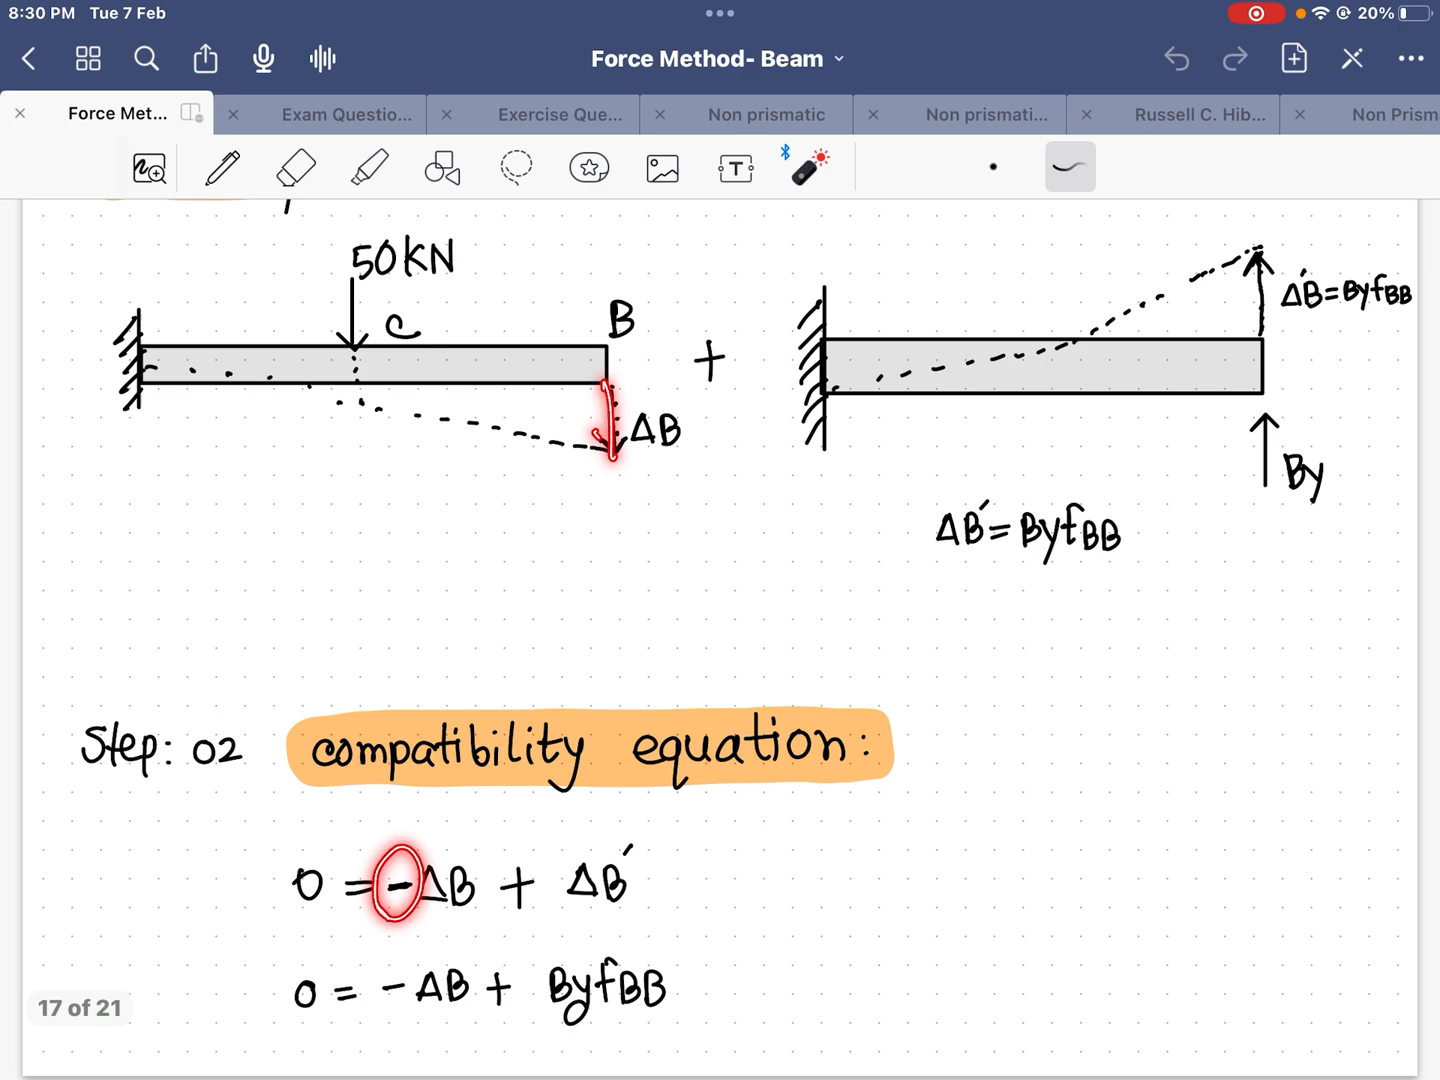 8:30 PM Tue 7 Feb
20%
Force Method- Beam
Force Met...
Exam Questio...
Exercise Que...
Non prismatic
Non prismati...
Russell C. Hib...
Non Prism
T
50KN
C
B
ΔB
+
Δ'B=ByfBB
By
ΔB'=ByfBB
Step: 02 compatibility equation:
0 = -ΔB + ΔB'
0 = -ΔB + ByfBB
17 of 21